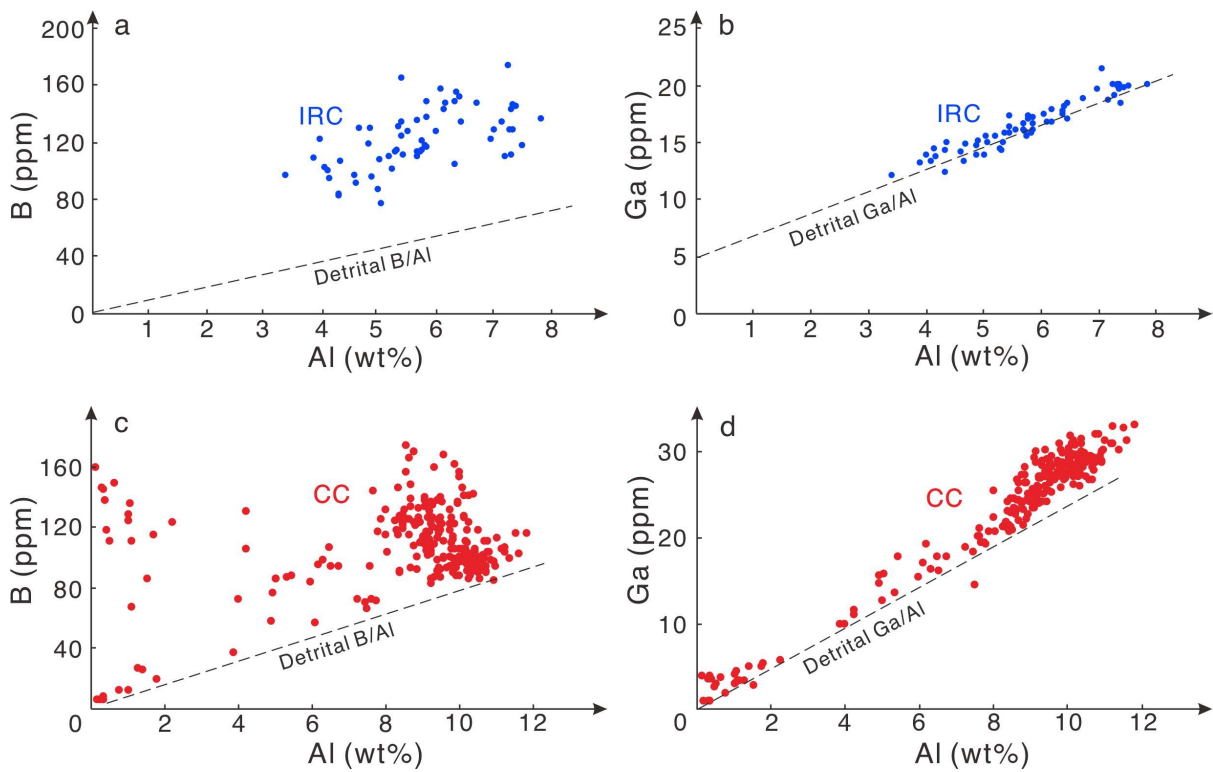 a
200
160
120
80
40
0
B (ppm)
IRC
Detrital B/Al
1 2 3 4 5 6 7 8
Al (wt%)
b
25
20
15
10
5
0
Ga (ppm)
IRC
Detrital Ga/Al
1 2 3 4 5 6 7 8
Al (wt%)
c
160
120
80
40
0
B (ppm)
CC
Detrital B/Al
2 4 6 8 10 12
Al (wt%)
d
30
20
10
0
Ga (ppm)
CC
Detrital Ga/Al
2 4 6 8 10 12
Al (wt%)